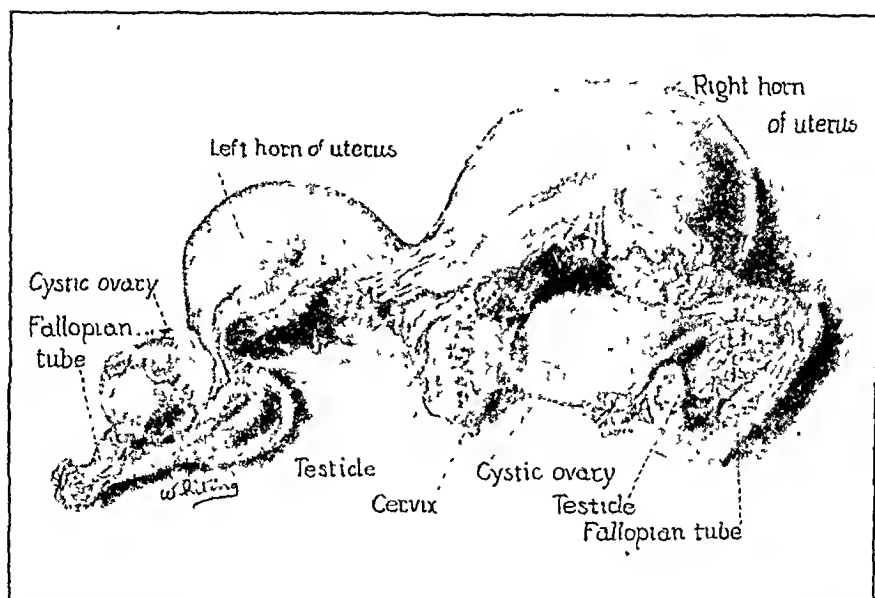 Right horn
of uterus
Left horn of uterus
Cystic ovary
Fallopian...
tube
Testicle
Whiting
Cervix
Cystic ovary
Testicle
Fallopian tube